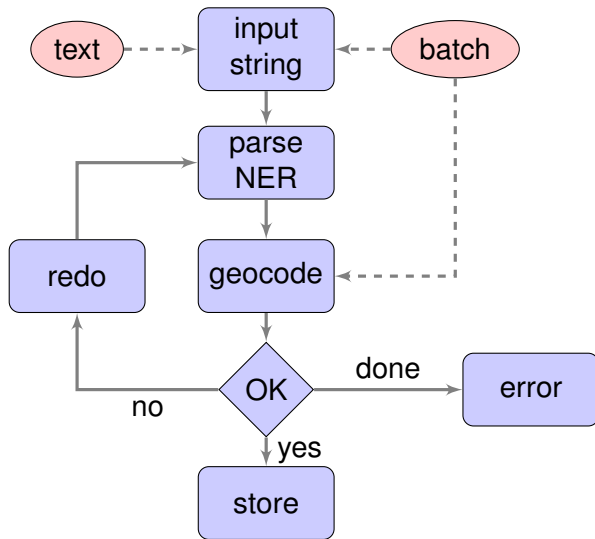 text
input
string
batch
parse
NER
redo
geocode
OK
done
error
no
yes
store